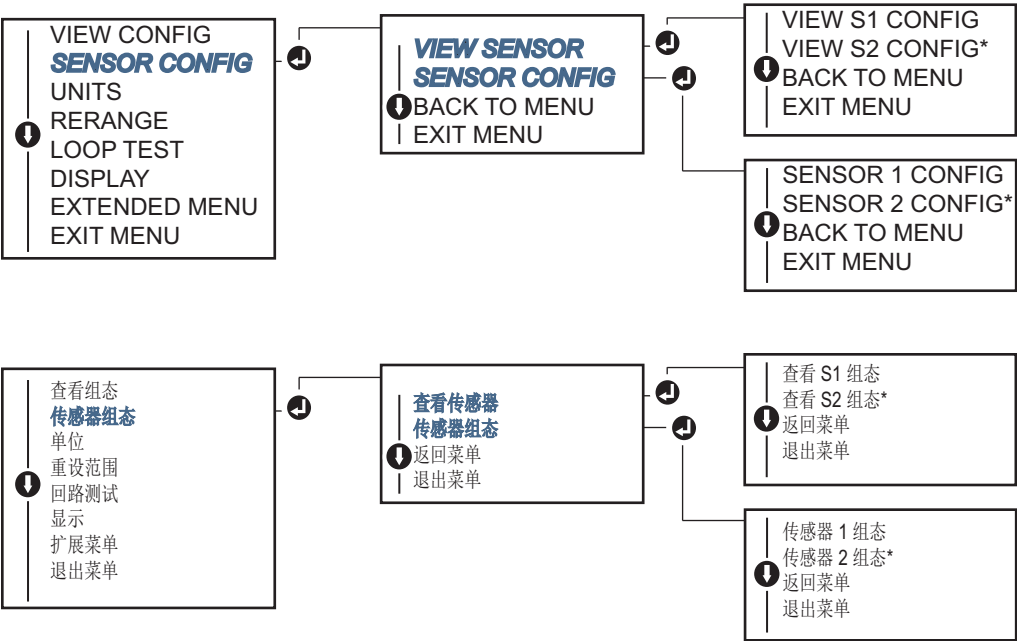 VIEW CONFIG
SENSOR CONFIG
UNITS
RERANGE
LOOP TEST
DISPLAY
EXTENDED MENU
EXIT MENU
VIEW SENSOR
SENSOR CONFIG
BACK TO MENU
EXIT MENU
VIEW S1 CONFIG
VIEW S2 CONFIG*
BACK TO MENU
EXIT MENU
SENSOR 1 CONFIG
SENSOR 2 CONFIG*
BACK TO MENU
EXIT MENU
查看组态
传感器组态
单位
重设范围
回路测试
显示
扩展菜单
退出菜单
查看传感器
传感器组态
返回菜单
退出菜单
查看 S1 组态
查看 S2 组态*
返回菜单
退出菜单
传感器 1 组态
传感器 2 组态*
返回菜单
退出菜单